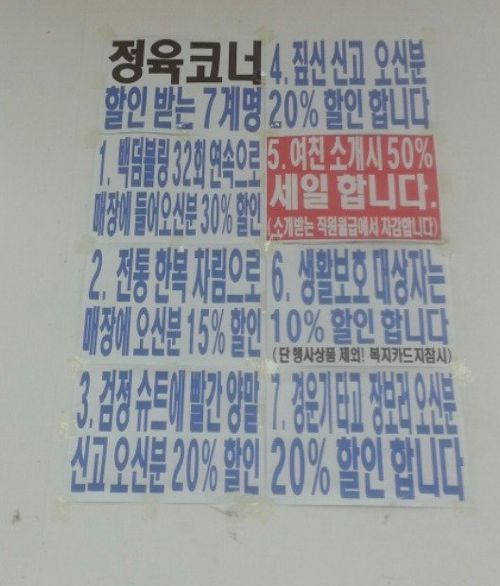 정육코너
할인 받는 7계명
1. 백덤블링 32회 연속으로
매장에 들어오신분 30% 할인
2. 전통 한복 차림으로
매장에 오신분 15% 할인
3. 검정 슈트에 빨간 양말
신고 오신분 20% 할인
4. 짚신 신고 오신분
20% 할인 합니다
5. 여친 소개시 50%
세일 합니다.
(소개받는 직원월급에서 차감합니다)
6. 생활보호 대상자는
10% 할인 합니다
(단 행사상품 제외! 복지카드지참시)
7. 경운기 타고 장보러 오신분
20% 할인 합니다